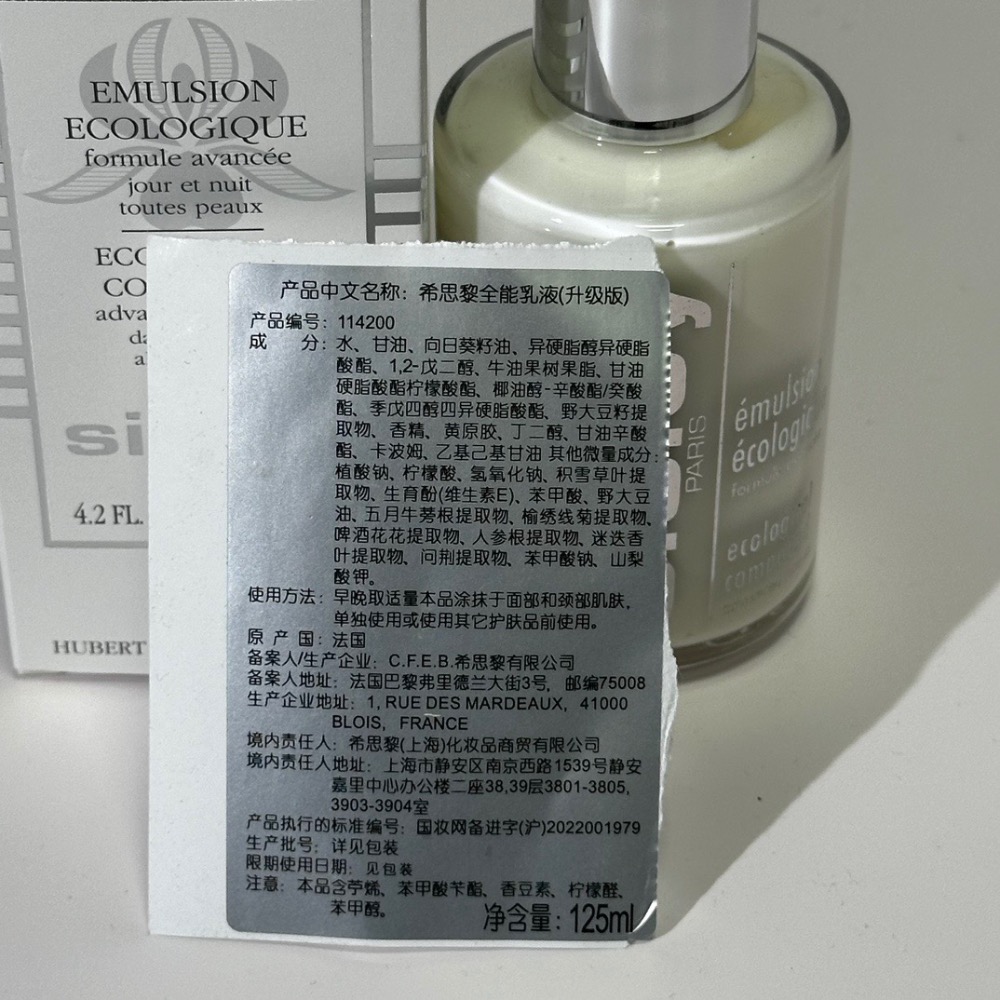 EMULSION
ECOLOGIQUE
formule avancée
jour et nuit
toutes peaux
4.2 FL.
HUBERT
PARIS
产品中文名称：希思黎全能乳液(升级版)
产品编号：114200
成 分：水、甘油、向日葵籽油、异硬脂醇异硬脂
酸酯、1,2-戊二醇、牛油果树果脂、甘油
硬脂酸酯柠檬酸酯、椰油醇-辛酸酯/癸酸
酯、季戊四醇四异硬脂酸酯、野大豆籽提
取物、香精、黄原胶、丁二醇、甘油辛酸
酯、卡波姆、乙基己基甘油 其他微量成分：
植酸钠、柠檬酸、氢氧化钠、积雪草叶提
取物、生育酚(维生素E)、苯甲酸、野大豆
油、五月牛蒡根提取物、榆绣线菊提取物、
啤酒花花提取物、人参根提取物、迷迭香
叶提取物、问荆提取物、苯甲酸钠、山梨
酸钾。
使用方法：早晚取适量本品涂抹于面部和颈部肌肤，
单独使用或使用其它护肤品前使用。
原 产 国：法国
备案人/生产企业：C.F.E.B.希思黎有限公司
备案人地址：法国巴黎弗里德兰大街3号，邮编75008
生产企业地址：1, RUE DES MARDEAUX, 41000
BLOIS, FRANCE
境内责任人：希思黎(上海)化妆品商贸有限公司
境内责任人地址：上海市静安区南京西路1539号静安
嘉里中心办公楼二座38,39层3801-3805,
3903-3904室
产品执行的标准编号：国妆网备进字(沪)2022001979
生产批号：详见包装
限期使用日期：见包装
注意：本品含苧烯、苯甲酸苄酯、香豆素、柠檬醛、
苯甲醇。
净含量：125ml